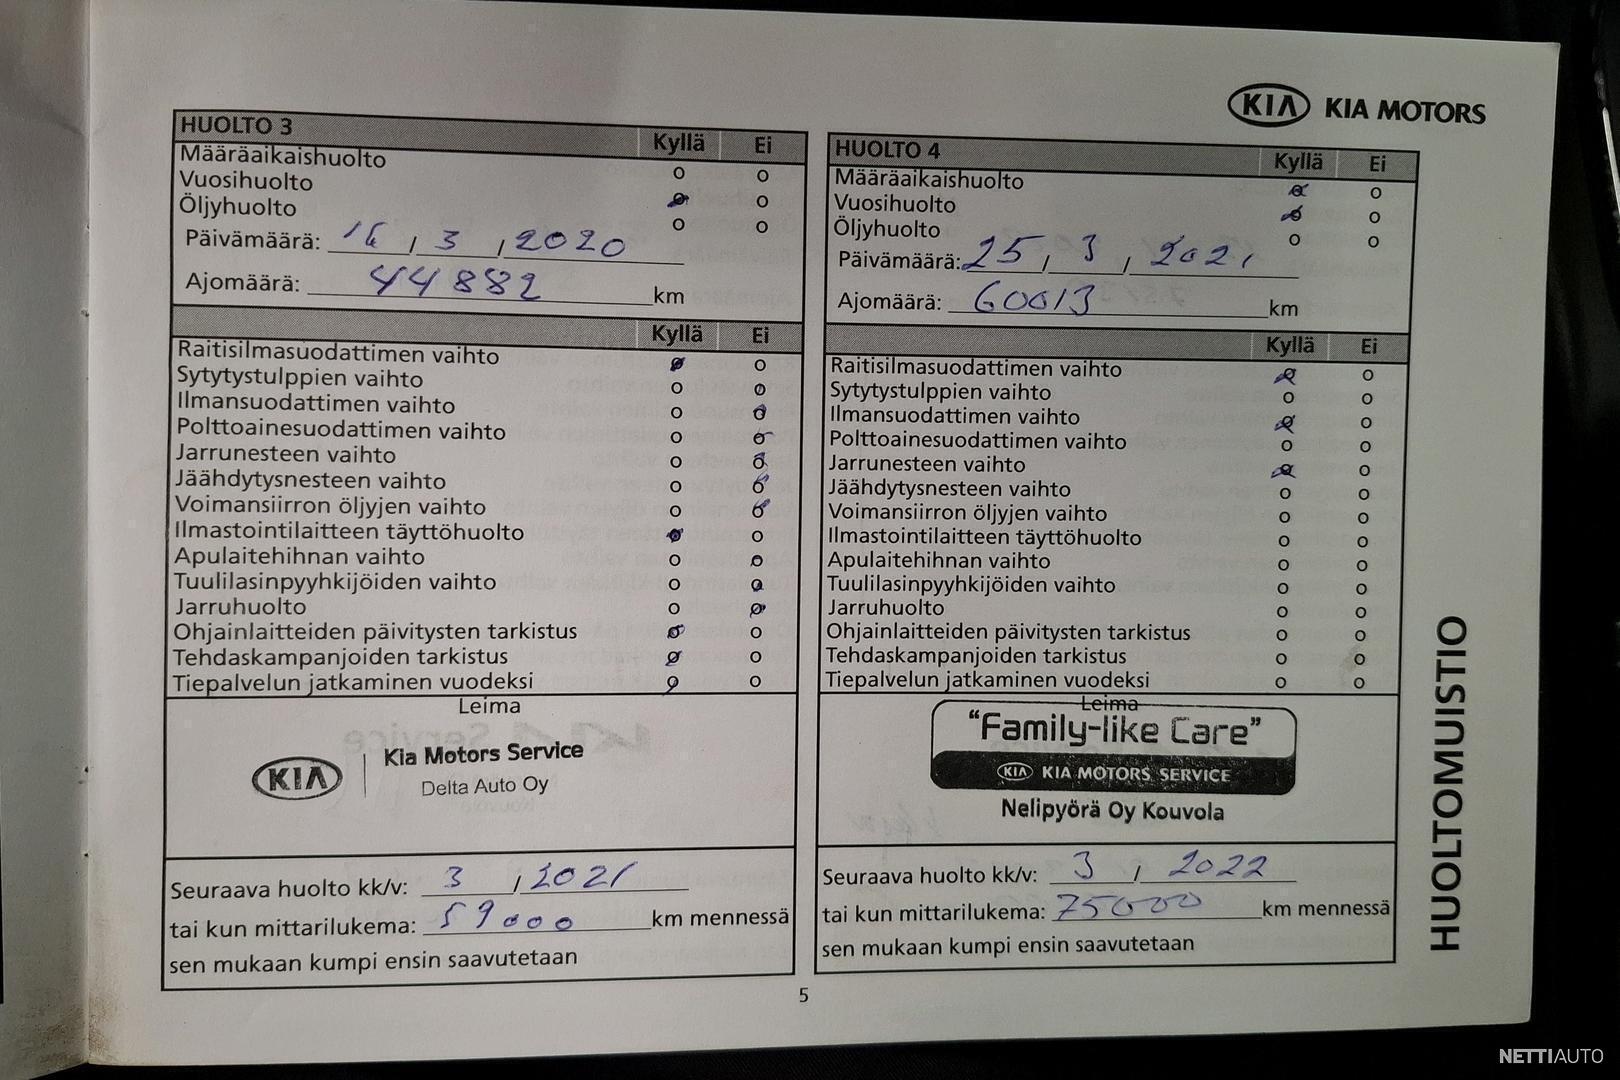 KIA KIA MOTORS
HUOLTO 3 Kyllä Ei
Määräaikaishuolto o o
Vuosihuolto o o
Öljyhuolto o o
Päivämäärä: 16 / 3 / 2020
Ajomäärä: 44882 km
Kyllä Ei
Raitisilmasuodattimen vaihto o o
Sytytystulppien vaihto o o
Ilmansuodattimen vaihto o o
Polttoainesuodattimen vaihto o o
Jarrunesteen vaihto o o
Jäähdytysnesteen vaihto o o
Voimansiirron öljyjen vaihto o o
Ilmastointilaitteen täyttöhuolto o o
Apulaitehihnan vaihto o o
Tuulilasinpyyhkijöiden vaihto o o
Jarruhuolto o o
Ohjainlaitteiden päivitysten tarkistus o o
Tehdaskampanjoiden tarkistus o o
Tiepalvelun jatkaminen vuodeksi o o
Leima
KIA Kia Motors Service
Delta Auto Oy
Seuraava huolto kk/v: 3 / 2021
tai kun mittarilukema: 59000 km mennessä
sen mukaan kumpi ensin saavutetaan
HUOLTO 4 Kyllä Ei
Määräaikaishuolto o o
Vuosihuolto o o
Öljyhuolto o o
Päivämäärä: 25 / 3 / 2021
Ajomäärä: 60013 km
Kyllä Ei
Raitisilmasuodattimen vaihto o o
Sytytystulppien vaihto o o
Ilmansuodattimen vaihto o o
Polttoainesuodattimen vaihto o o
Jarrunesteen vaihto o o
Jäähdytysnesteen vaihto o o
Voimansiirron öljyjen vaihto o o
Ilmastointilaitteen täyttöhuolto o o
Apulaitehihnan vaihto o o
Tuulilasinpyyhkijöiden vaihto o o
Jarruhuolto o o
Ohjainlaitteiden päivitysten tarkistus o o
Tehdaskampanjoiden tarkistus o o
Tiepalvelun jatkaminen vuodeksi o o
Leima
"Family-like Care"
KIA KIA MOTORS SERVICE
Nelipyörä Oy Kouvola
Seuraava huolto kk/v: 3 / 2022
tai kun mittarilukema: 75000 km mennessä
sen mukaan kumpi ensin saavutetaan
HUOLTOMUISTIO
5
NETTIAUTO